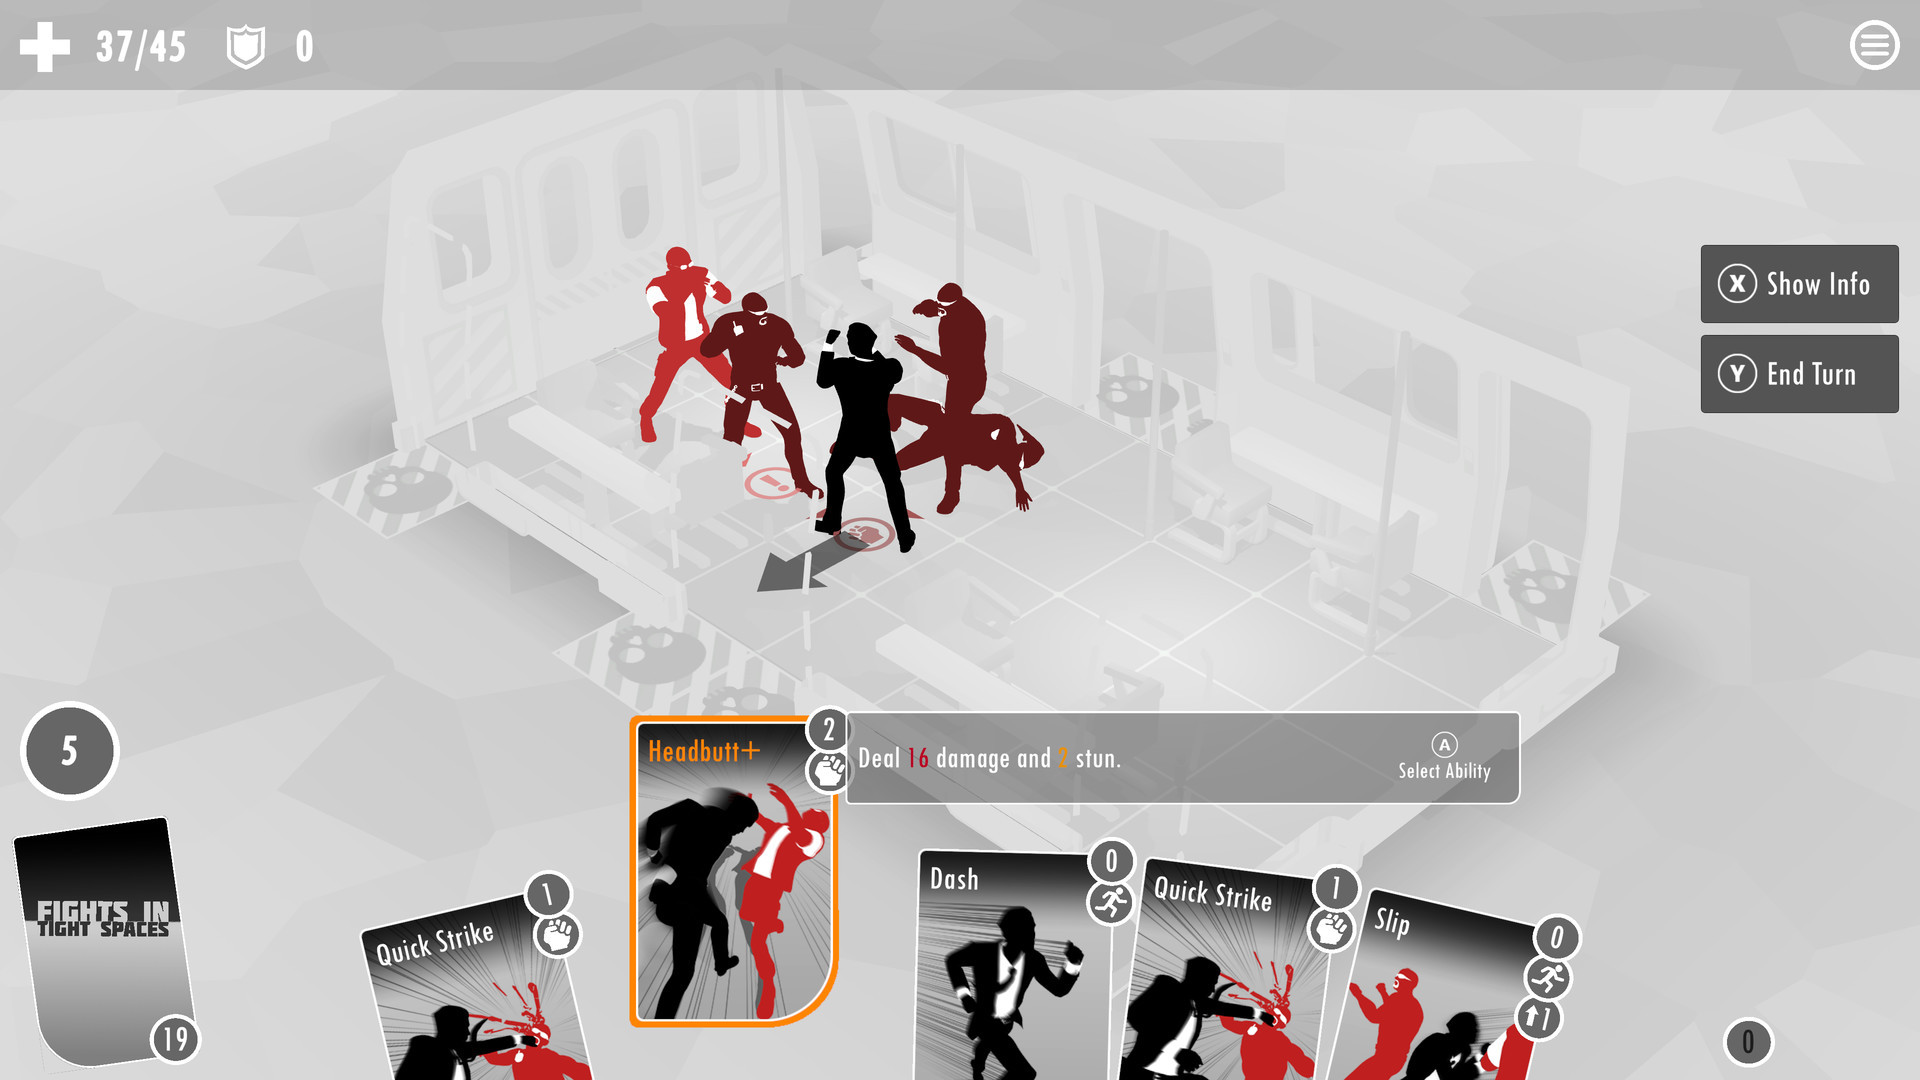 37/45
0
X Show Info
Y End Turn
5
Headbutt+
2
Deal 16 damage and 2 stun.
A
Select Ability
Dash
0
Quick Strike
1
Quick Strike
1
Slip
0
1
FIGHTS IN
TIGHT SPACES
19
0